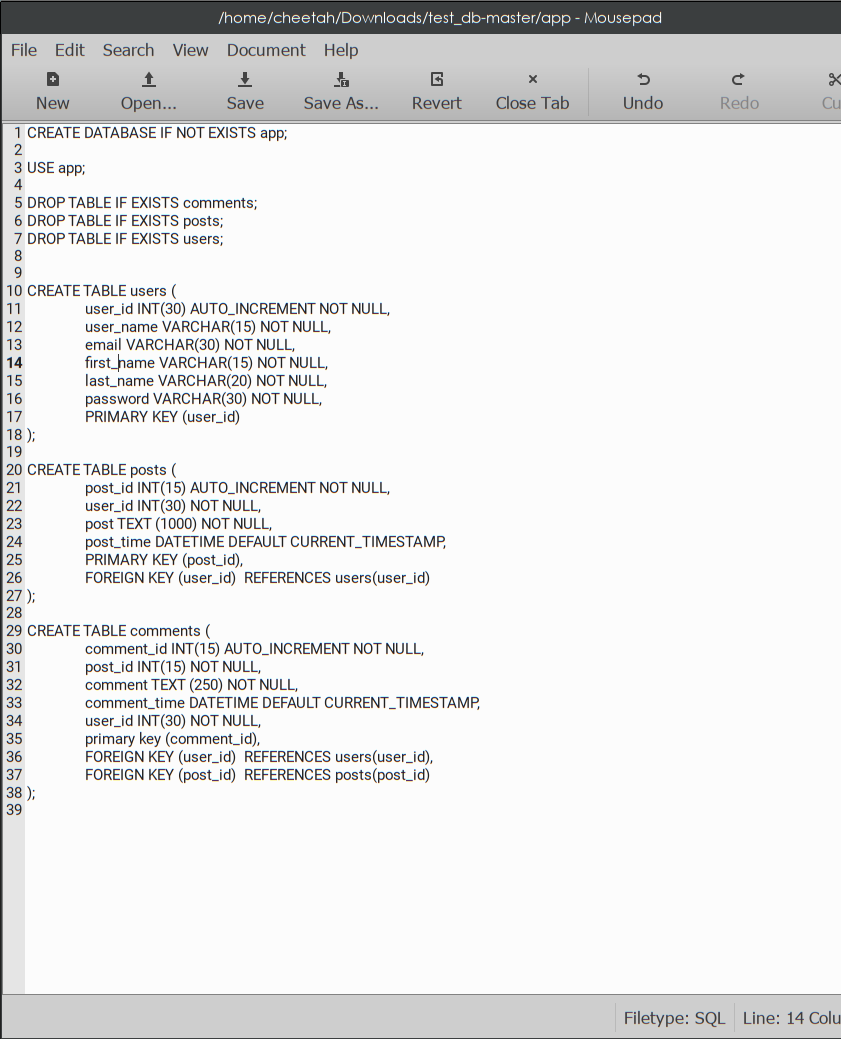 /home/cheetah/Downloads/test_db-master/app - Mousepad
File Edit Search View Document Help
New Open... Save Save As... Revert Close Tab Undo Redo Cu
1 CREATE DATABASE IF NOT EXISTS app;
2
3 USE app;
4
5 DROP TABLE IF EXISTS comments;
6 DROP TABLE IF EXISTS posts;
7 DROP TABLE IF EXISTS users;
8
9
10 CREATE TABLE users (
11 user_id INT(30) AUTO_INCREMENT NOT NULL,
12 user_name VARCHAR(15) NOT NULL,
13 email VARCHAR(30) NOT NULL,
14 first_name VARCHAR(15) NOT NULL,
15 last_name VARCHAR(20) NOT NULL,
16 password VARCHAR(30) NOT NULL,
17 PRIMARY KEY (user_id)
18 );
19
20 CREATE TABLE posts (
21 post_id INT(15) AUTO_INCREMENT NOT NULL,
22 user_id INT(30) NOT NULL,
23 post TEXT (1000) NOT NULL,
24 post_time DATETIME DEFAULT CURRENT_TIMESTAMP,
25 PRIMARY KEY (post_id),
26 FOREIGN KEY (user_id)  REFERENCES users(user_id)
27 );
28
29 CREATE TABLE comments (
30 comment_id INT(15) AUTO_INCREMENT NOT NULL,
31 post_id INT(15) NOT NULL,
32 comment TEXT (250) NOT NULL,
33 comment_time DATETIME DEFAULT CURRENT_TIMESTAMP,
34 user_id INT(30) NOT NULL,
35 primary key (comment_id),
36 FOREIGN KEY (user_id)  REFERENCES users(user_id),
37 FOREIGN KEY (post_id)  REFERENCES posts(post_id)
38 );
39
Filetype: SQL Line: 14 Colu